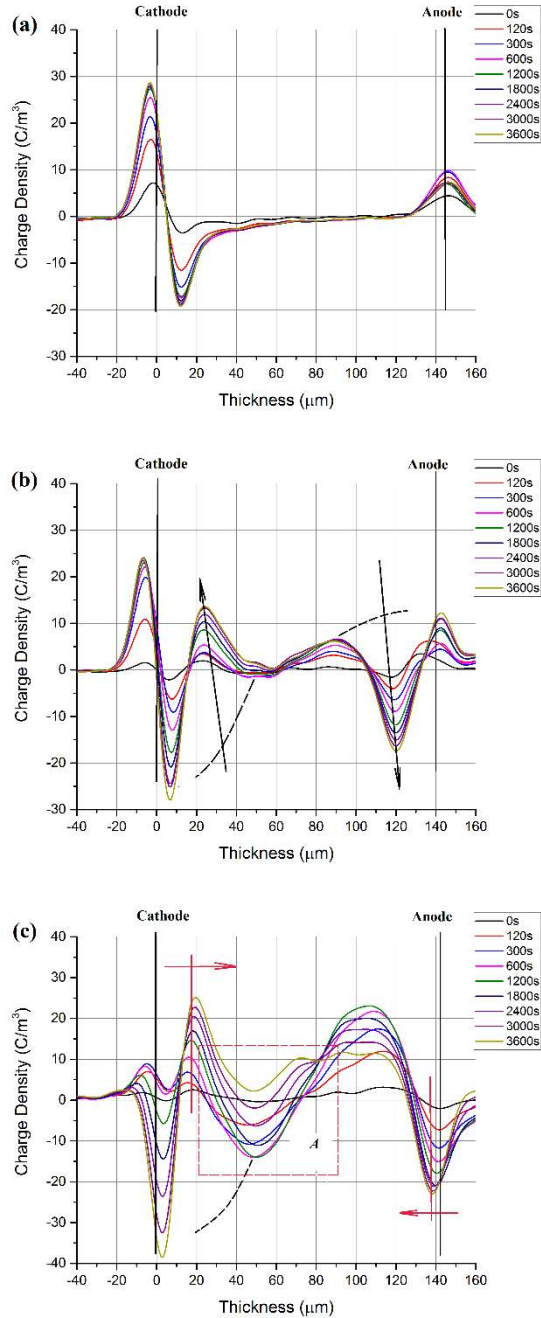 Cathode
Anode
(a)
40
30
20
10
0
-10
-20
-30
Charge Density (C/m³)
-40 -20 0 20 40 60 80 100 120 140 160
Thickness (μm)
0s
120s
300s
600s
1200s
1800s
2400s
3000s
3600s
Cathode
Anode
(b)
40
30
20
10
0
-10
-20
-30
Charge Density (C/m³)
-40 -20 0 20 40 60 80 100 120 140 160
Thickness (μm)
0s
120s
300s
600s
1200s
1800s
2400s
3000s
3600s
Cathode
Anode
(c)
40
30
20
10
0
-10
-20
-30
-40
Charge Density (C/m³)
A
-40 -20 0 20 40 60 80 100 120 140 160
Thickness (μm)
0s
120s
300s
600s
1200s
1800s
2400s
3000s
3600s